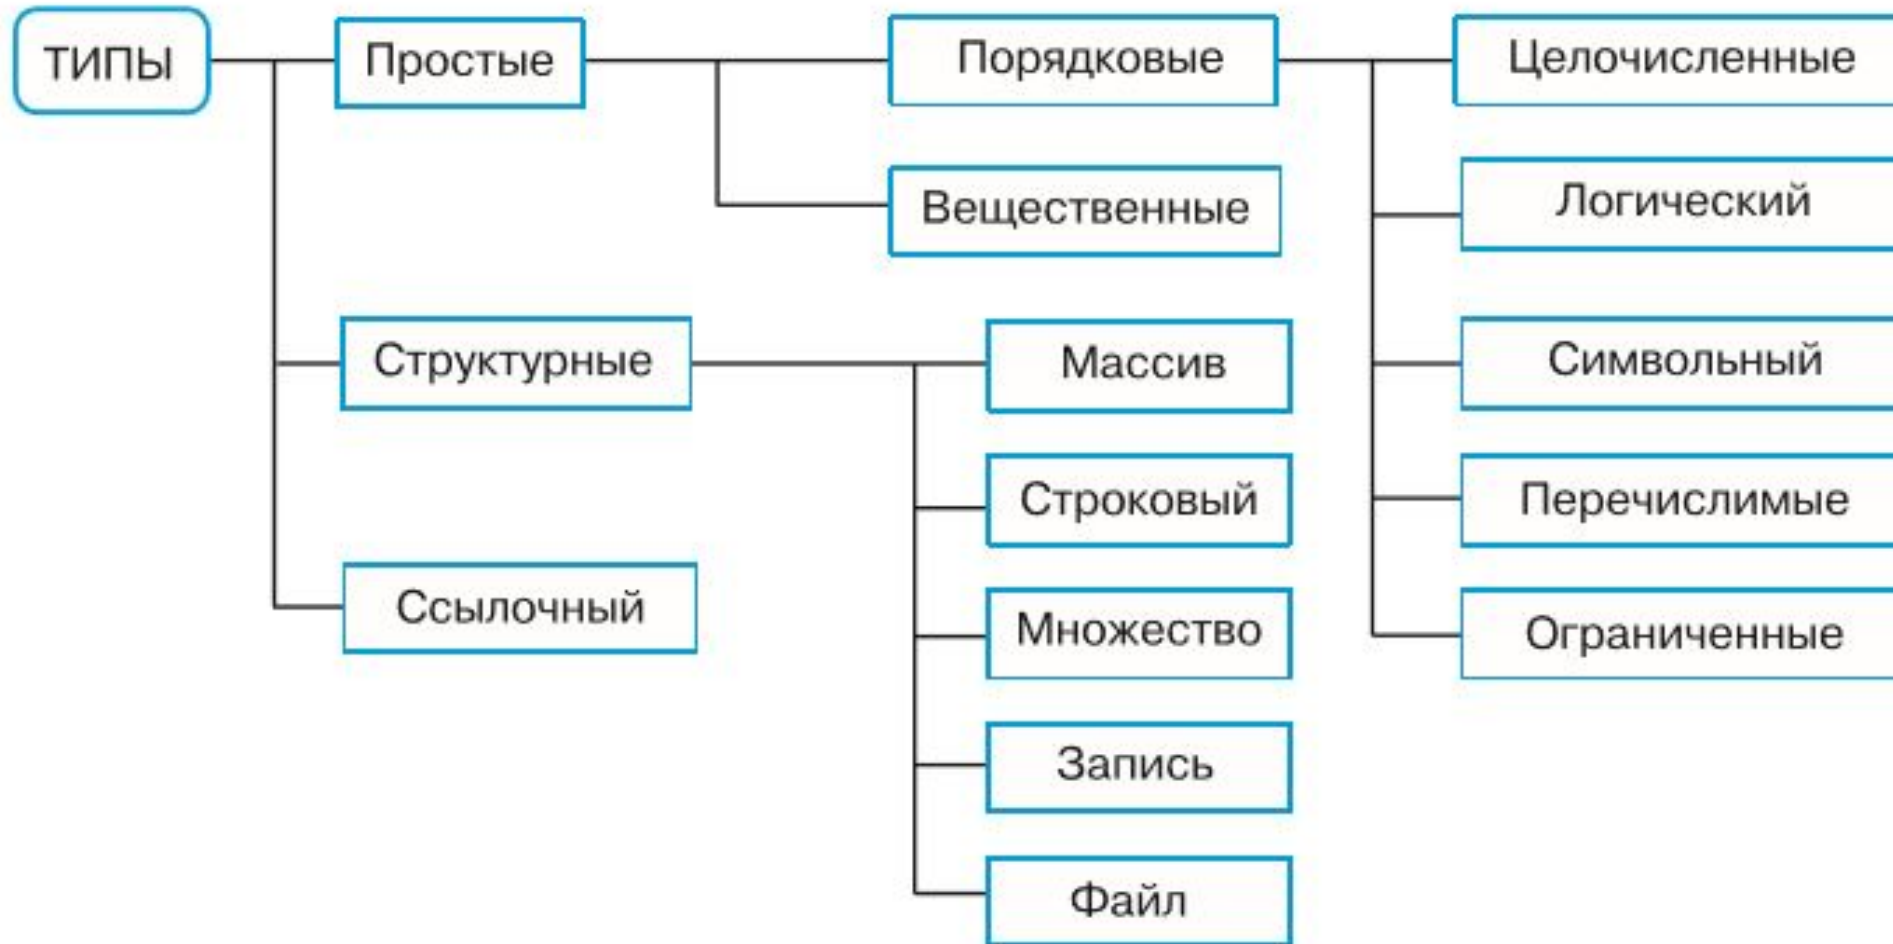 ТИПЫ
Простые
Порядковые
Целочисленные
Логический
Вещественные
Символьный
Структурные
Массив
Строковый
Перечислимые
Ссылочный
Множество
Ограниченные
Запись
Файл